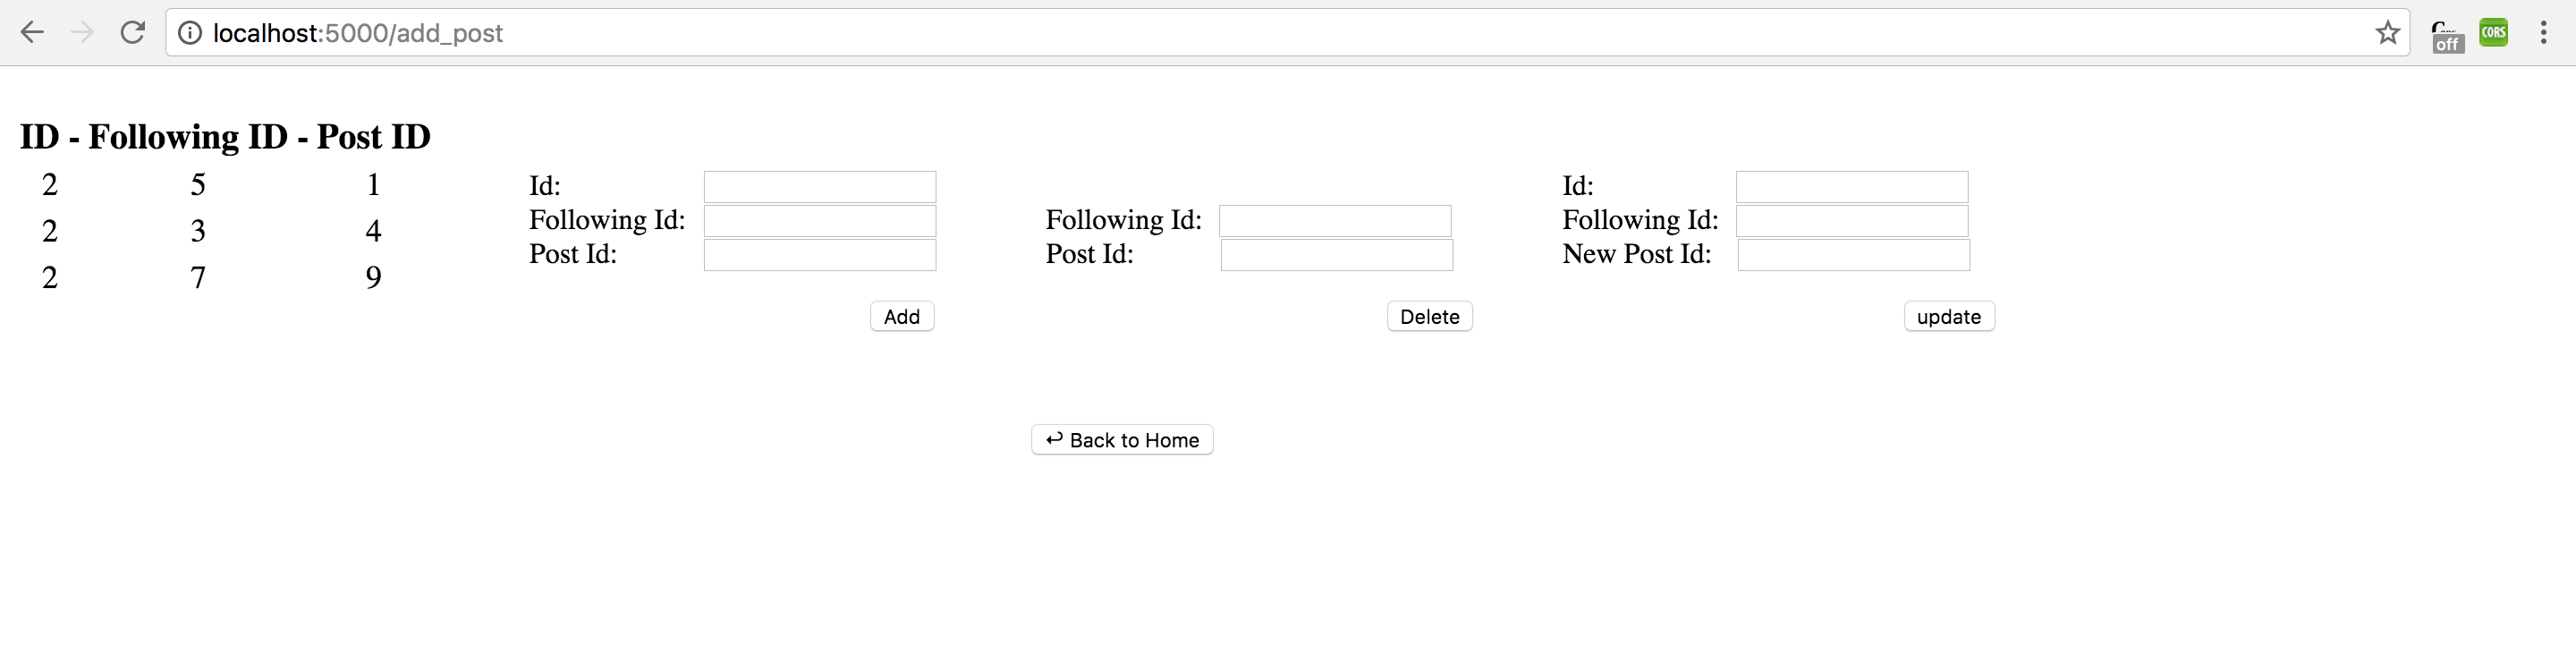 localhost:5000/add_post
off
CORS
ID - Following ID - Post ID
2 5 1
2 3 4
2 7 9
Id:
Following Id:
Post Id:
Add
Following Id:
Post Id:
Delete
Id:
Following Id:
New Post Id:
update
↩ Back to Home